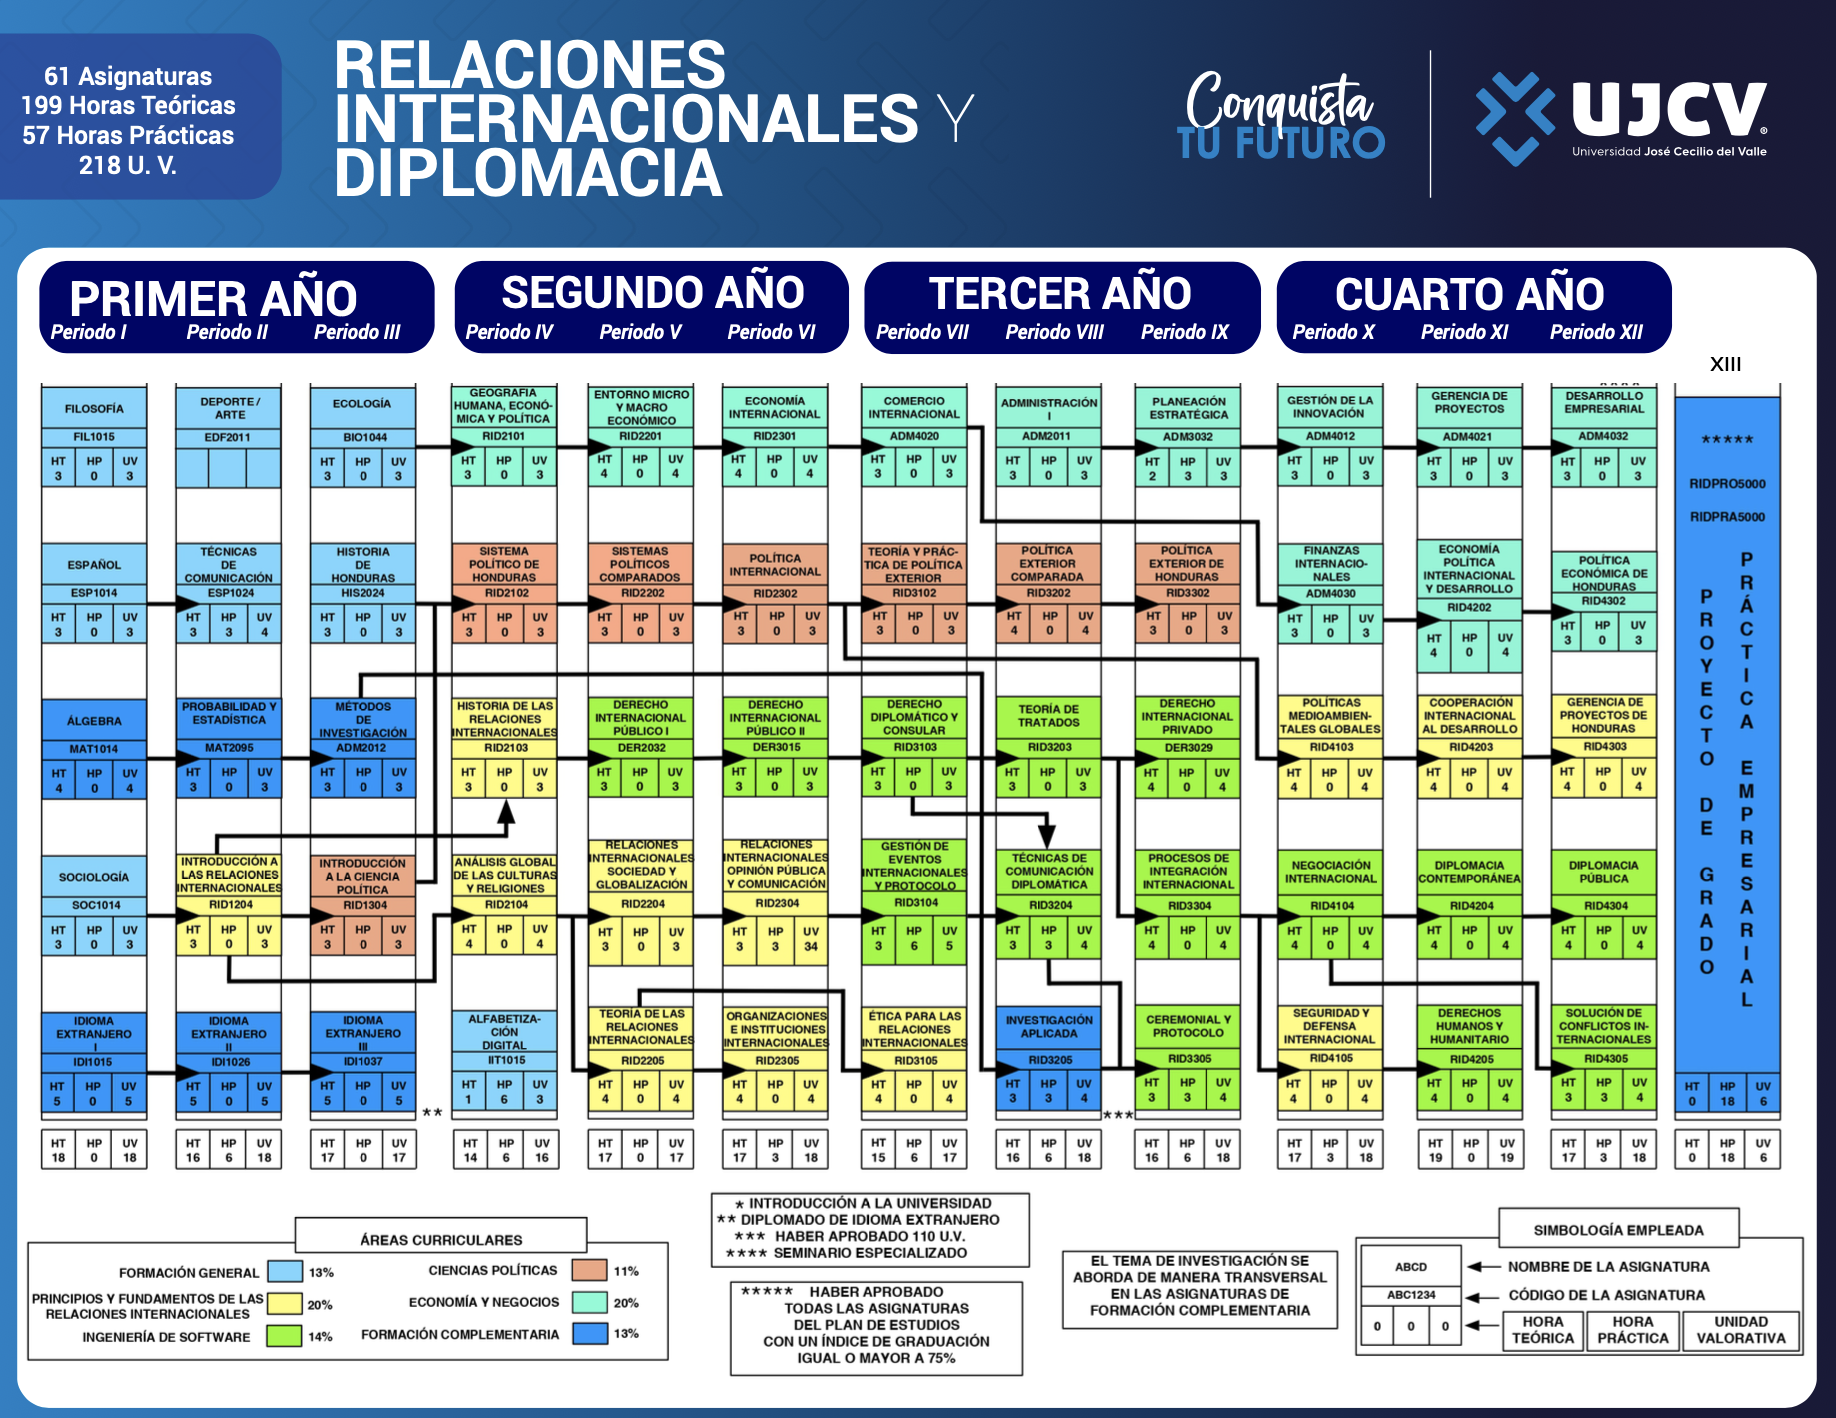 61 Asignaturas
199 Horas Teóricas
57 Horas Prácticas
218 U. V.
RELACIONES
INTERNACIONALES Y
DIPLOMACIA
Conquista
TU FUTURO
UJCV®
Universidad José Cecilio del Valle
PRIMER AÑO
Periodo I
Periodo II
Periodo III
SEGUNDO AÑO
Periodo IV
Periodo V
Periodo VI
TERCER AÑO
Periodo VII
Periodo VIII
Periodo IX
CUARTO AÑO
Periodo X
Periodo XI
Periodo XII
XIII
FILOSOFÍA
FIL1015
HT HP UV
3 0 3
DEPORTE /
ARTE
EDF2011
ECOLOGÍA
BIO1044
HT HP UV
3 0 3
GEOGRAFIA
HUMANA, ECONÓ-
MICA Y POLÍTICA
RID2101
HT HP UV
3 0 3
ENTORNO MICRO
Y MACRO
ECONÓMICO
RID2201
HT HP UV
4 0 4
ECONOMÍA
INTERNACIONAL
RID2301
HT HP UV
4 0 4
COMERCIO
INTERNACIONAL
ADM4020
HT HP UV
3 0 3
ADMINISTRACIÓN
I
ADM2011
HT HP UV
3 0 3
PLANEACIÓN
ESTRATÉGICA
ADM3032
HT HP UV
2 3 3
GESTIÓN DE LA
INNOVACIÓN
ADM4012
HT HP UV
3 0 3
GERENCIA DE
PROYECTOS
ADM4021
HT HP UV
3 0 3
****
DESARROLLO
EMPRESARIAL
ADM4032
HT HP UV
3 0 3
ESPAÑOL
ESP1014
HT HP UV
3 0 3
TÉCNICAS
DE
COMUNICACIÓN
ESP1024
HT HP UV
3 3 4
HISTORIA
DE
HONDURAS
HIS2024
HT HP UV
3 0 3
SISTEMA
POLÍTICO DE
HONDURAS
RID2102
HT HP UV
3 0 3
SISTEMAS
POLÍTICOS
COMPARADOS
RID2202
HT HP UV
3 0 3
POLÍTICA
INTERNACIONAL
RID2302
HT HP UV
3 0 3
TEORÍA Y PRÁC-
TICA DE POLÍTICA
EXTERIOR
RID3102
HT HP UV
3 0 3
POLÍTICA
EXTERIOR
COMPARADA
RID3202
HT HP UV
4 0 4
POLÍTICA
EXTERIOR DE
HONDURAS
RID3302
HT HP UV
3 0 3
FINANZAS
INTERNACIO-
NALES
ADM4030
HT HP UV
3 0 3
ECONOMÍA
POLÍTICA
INTERNACIONAL
Y DESARROLLO
RID4202
HT HP UV
4 0 4
POLÍTICA
ECONÓMICA DE
HONDURAS
RID4302
HT HP UV
3 0 3
ÁLGEBRA
MAT1014
HT HP UV
4 0 4
PROBABILIDAD Y
ESTADÍSTICA
MAT2095
HT HP UV
3 0 3
MÉTODOS
DE
INVESTIGACIÓN
ADM2012
HT HP UV
3 0 3
HISTORIA DE LAS
RELACIONES
INTERNACIONALES
RID2103
HT HP UV
3 0 3
DERECHO
INTERNACIONAL
PÚBLICO I
DER2032
HT HP UV
3 0 3
DERECHO
INTERNACIONAL
PÚBLICO II
DER3015
HT HP UV
3 0 3
DERECHO
DIPLOMÁTICO Y
CONSULAR
RID3103
HT HP UV
3 0 3
TEORÍA DE
TRATADOS
RID3203
HT HP UV
3 0 3
DERECHO
INTERNACIONAL
PRIVADO
DER3029
HT HP UV
4 0 4
POLÍTICAS
MEDIOAMBIEN-
TALES GLOBALES
RID4103
HT HP UV
4 0 4
COOPERACIÓN
INTERNACIONAL
AL DESARROLLO
RID4203
HT HP UV
4 0 4
GERENCIA DE
PROYECTOS DE
HONDURAS
RID4303
HT HP UV
4 0 4
SOCIOLOGÍA
SOC1014
HT HP UV
3 0 3
INTRODUCCIÓN A
LAS RELACIONES
INTERNACIONALES
RID1204
HT HP UV
3 0 3
INTRODUCCIÓN
A LA CIENCIA
POLÍTICA
RID1304
HT HP UV
3 0 3
ANÁLISIS GLOBAL
DE LAS CULTURAS
Y RELIGIONES
RID2104
HT HP UV
4 0 4
RELACIONES
INTERNACIONALES
SOCIEDAD Y
GLOBALIZACIÓN
RID2204
HT HP UV
3 0 3
RELACIONES
INTERNACIONALES
OPINIÓN PÚBLICA
Y COMUNICACIÓN
RID2304
HT HP UV
3 3 34
GESTIÓN DE
EVENTOS
INTERNACIONALES
Y PROTOCOLO
RID3104
HT HP UV
3 6 5
TÉCNICAS DE
COMUNICACIÓN
DIPLOMÁTICA
RID3204
HT HP UV
3 3 4
PROCESOS DE
INTEGRACIÓN
INTERNACIONAL
RID3304
HT HP UV
4 0 4
NEGOCIACIÓN
INTERNACIONAL
RID4104
HT HP UV
4 0 4
DIPLOMACIA
CONTEMPORÁNEA
RID4204
HT HP UV
4 0 4
DIPLOMACIA
PÚBLICA
RID4304
HT HP UV
4 0 4
IDIOMA
EXTRANJERO
I
IDI1015
HT HP UV
5 0 5
IDIOMA
EXTRANJERO
II
IDI1026
HT HP UV
5 0 5
IDIOMA
EXTRANJERO
III
IDI1037
HT HP UV
5 0 5
**
ALFABETIZA-
CIÓN
DIGITAL
IIT1015
HT HP UV
1 6 3
TEORÍA DE LAS
RELACIONES
INTERNACIONALES
RID2205
HT HP UV
4 0 4
ORGANIZACIONES
E INSTITUCIONES
INTERNACIONALES
RID2305
HT HP UV
4 0 4
ÉTICA PARA LAS
RELACIONES
INTERNACIONALES
RID3105
HT HP UV
4 0 4
INVESTIGACIÓN
APLICADA
RID3205
HT HP UV
3 3 4
***
CEREMONIAL Y
PROTOCOLO
RID3305
HT HP UV
3 3 4
SEGURIDAD Y
DEFENSA
INTERNACIONAL
RID4105
HT HP UV
4 0 4
DERECHOS
HUMANOS Y
HUMANITARIO
RID4205
HT HP UV
4 0 4
SOLUCIÓN DE
CONFLICTOS IN-
TERNACIONALES
RID4305
HT HP UV
3 3 4
*****
RIDPRO5000
RIDPRA5000
PROYECTO DE GRADO
PRÁCTICA EMPRESARIAL
HT HP UV
0 18 6
HT HP UV
18 0 18
HT HP UV
16 6 18
HT HP UV
17 0 17
HT HP UV
14 6 16
HT HP UV
17 0 17
HT HP UV
17 3 18
HT HP UV
15 6 17
HT HP UV
16 6 18
HT HP UV
16 6 18
HT HP UV
17 3 18
HT HP UV
19 0 19
HT HP UV
17 3 18
HT HP UV
0 18 6
ÁREAS CURRICULARES
FORMACIÓN GENERAL 13%
PRINCIPIOS Y FUNDAMENTOS DE LAS
RELACIONES INTERNACIONALES 20%
INGENIERÍA DE SOFTWARE 14%
CIENCIAS POLÍTICAS 11%
ECONOMÍA Y NEGOCIOS 20%
FORMACIÓN COMPLEMENTARIA 13%
* INTRODUCCIÓN A LA UNIVERSIDAD
** DIPLOMADO DE IDIOMA EXTRANJERO
*** HABER APROBADO 110 U.V.
**** SEMINARIO ESPECIALIZADO
***** HABER APROBADO
TODAS LAS ASIGNATURAS
DEL PLAN DE ESTUDIOS
CON UN ÍNDICE DE GRADUACIÓN
IGUAL O MAYOR A 75%
EL TEMA DE INVESTIGACIÓN SE
ABORDA DE MANERA TRANSVERSAL
EN LAS ASIGNATURAS DE
FORMACIÓN COMPLEMENTARIA
SIMBOLOGÍA EMPLEADA
ABCD
NOMBRE DE LA ASIGNATURA
ABC1234
CÓDIGO DE LA ASIGNATURA
0 0 0
HORA
TEÓRICA
HORA
PRÁCTICA
UNIDAD
VALORATIVA